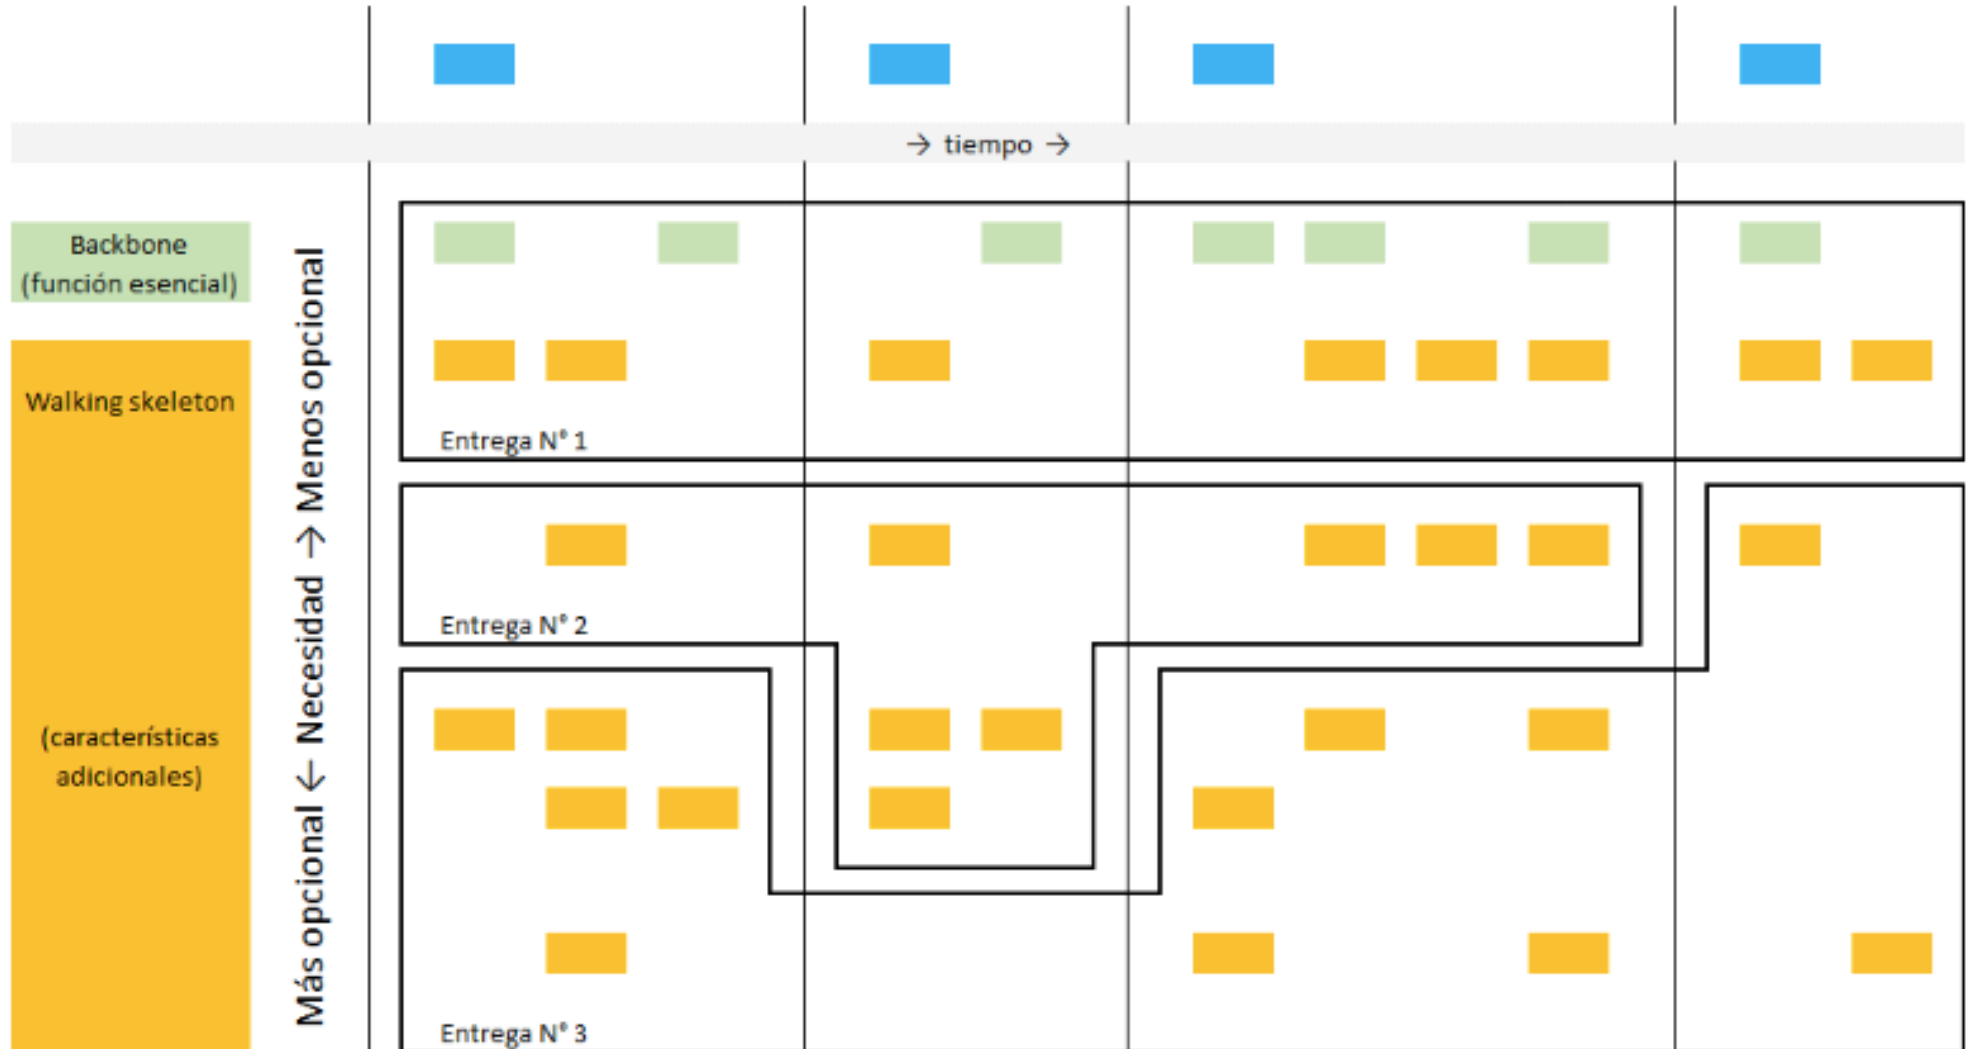 → tiempo →
Backbone
(función esencial)
Walking skeleton
(características
adicionales)
Más opcional ← Necesidad → Menos opcional
Entrega N° 1
Entrega N° 2
Entrega N° 3